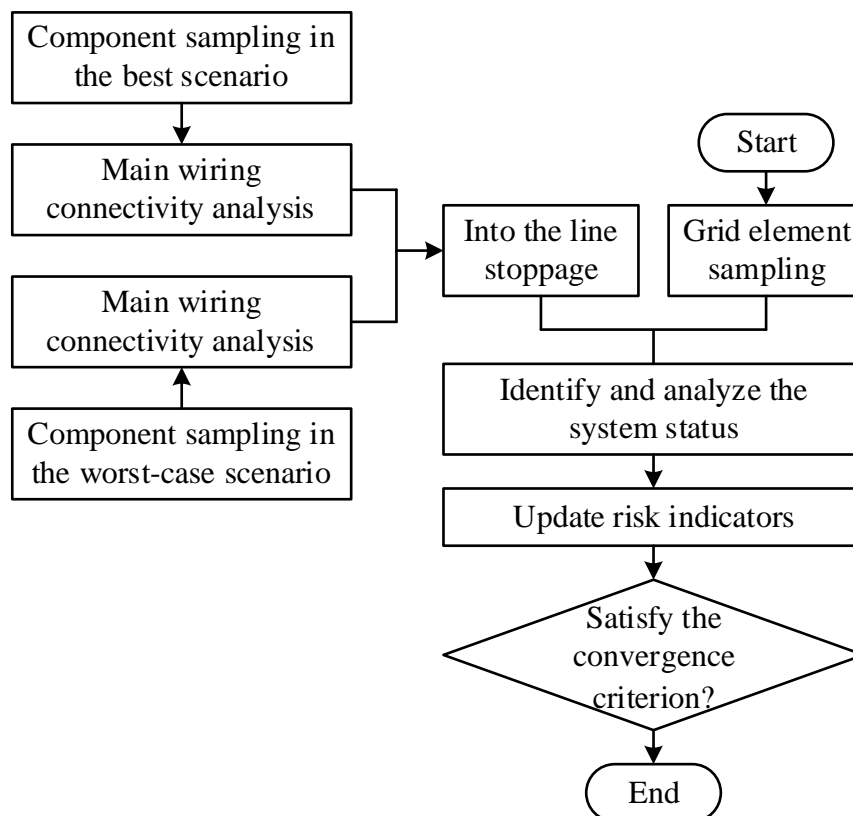 Component sampling in
the best scenario
Main wiring
connectivity analysis
Main wiring
connectivity analysis
Component sampling in
the worst-case scenario
Into the line
stoppage
Start
Grid element
sampling
Identify and analyze the
system status
Update risk indicators
Satisfy the
convergence
criterion?
End